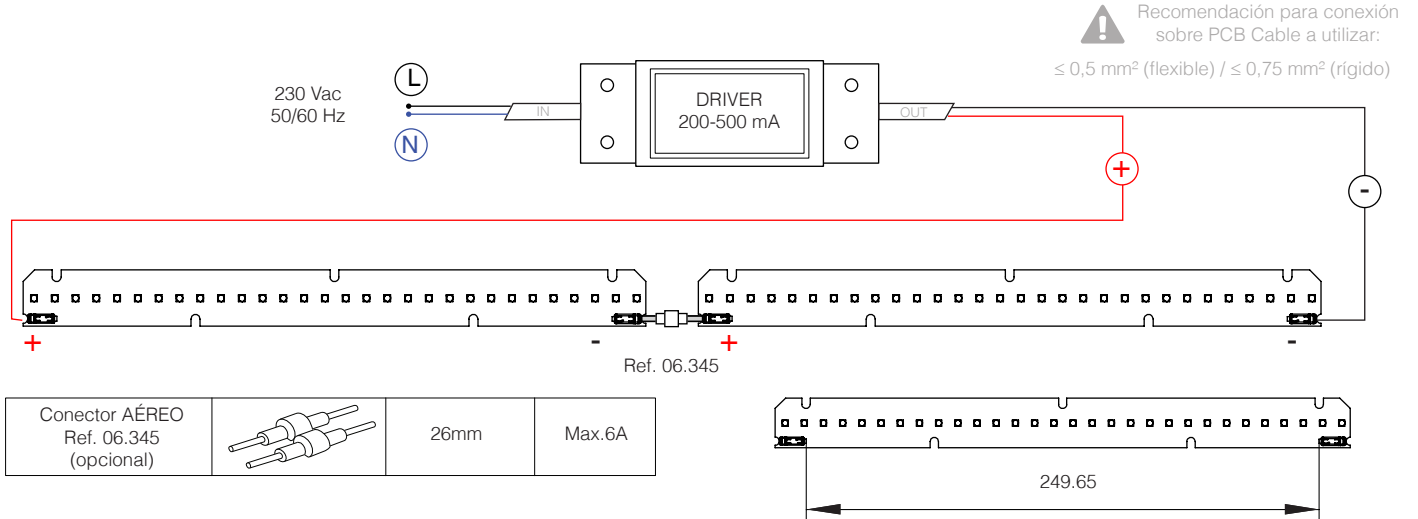 Recomendación para conexión
sobre PCB Cable a utilizar:
≤ 0,5 mm² (flexible) / ≤ 0,75 mm² (rígido)
230 Vac
50/60 Hz
L
N
IN
DRIVER
200-500 mA
OUT
+
-
+
-
+
-
Ref. 06.345
Conector AÉREO
Ref. 06.345
(opcional)
26mm
Max.6A
249.65